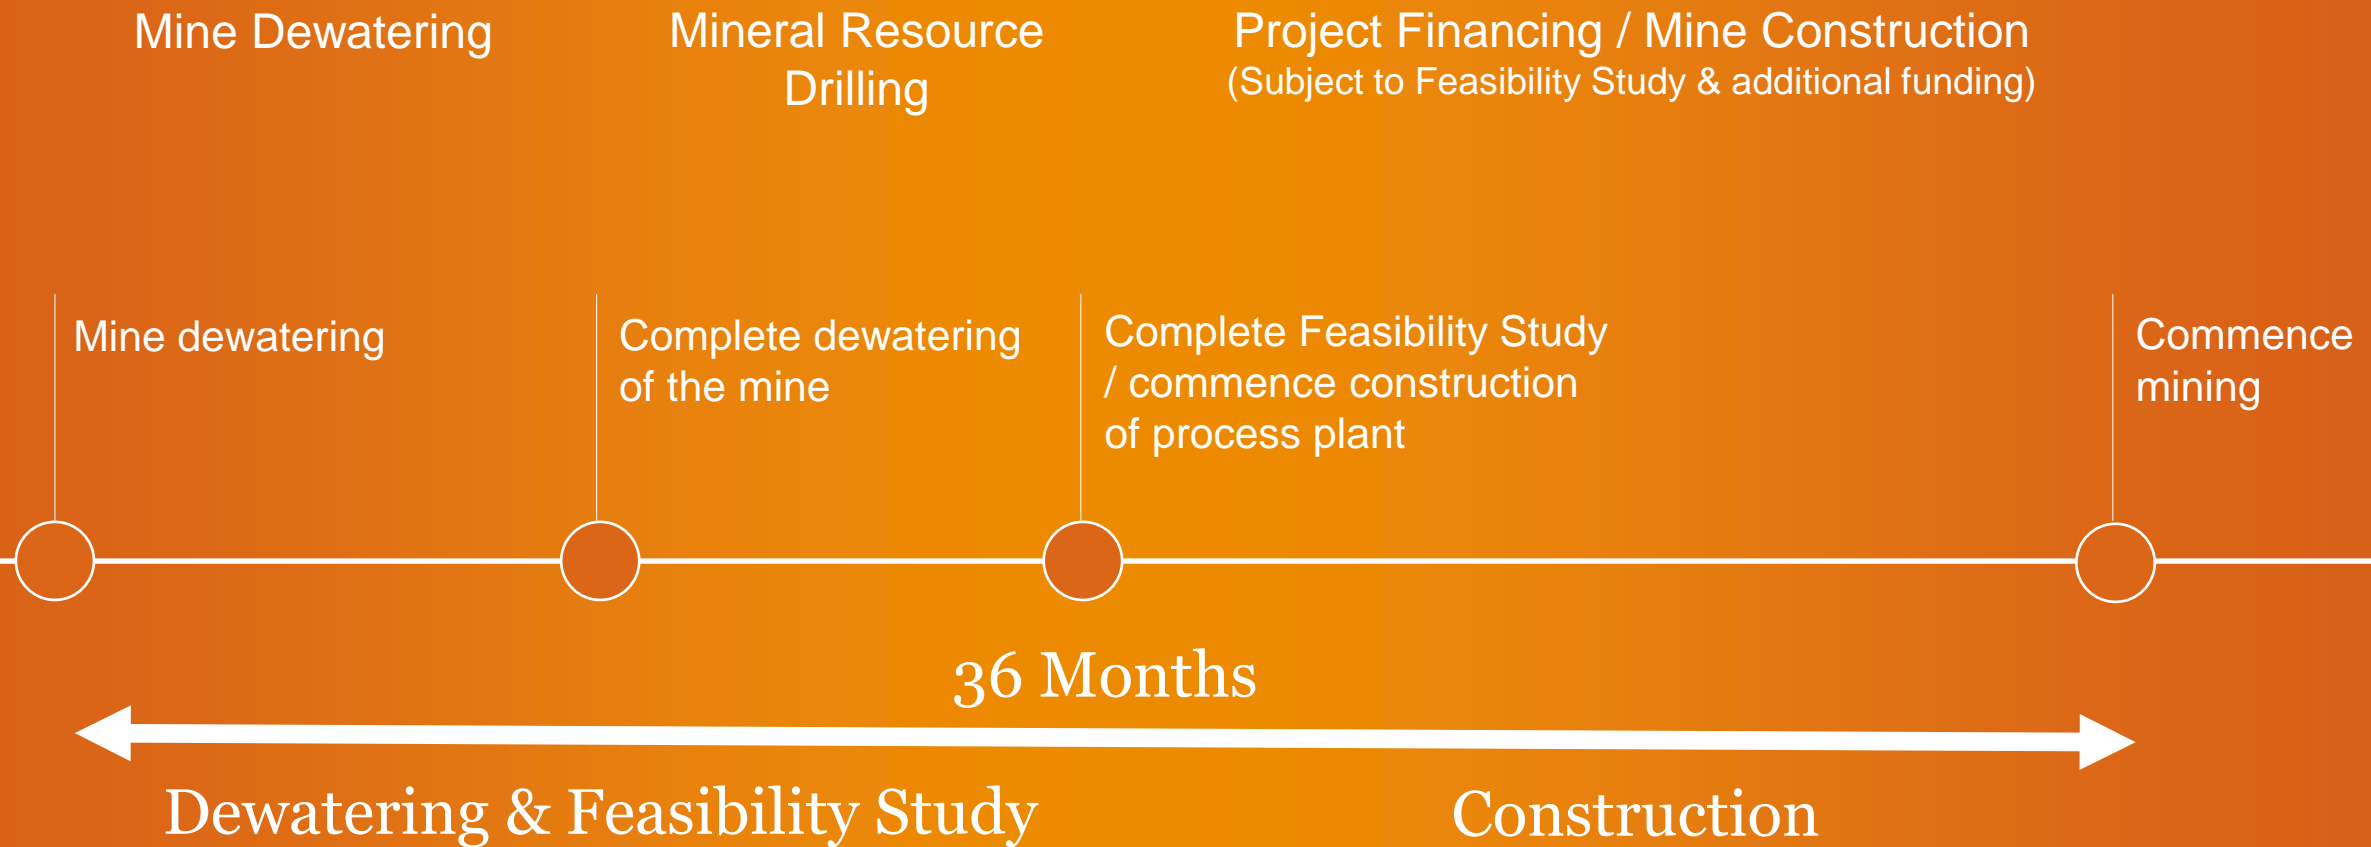 Mine Dewatering
Mineral Resource
Drilling
Project Financing / Mine Construction
(Subject to Feasibility Study & additional funding)
Mine dewatering
Complete dewatering
of the mine
Complete Feasibility Study
/ commence construction
of process plant
Commence
mining
36 Months
Dewatering & Feasibility Study
Construction